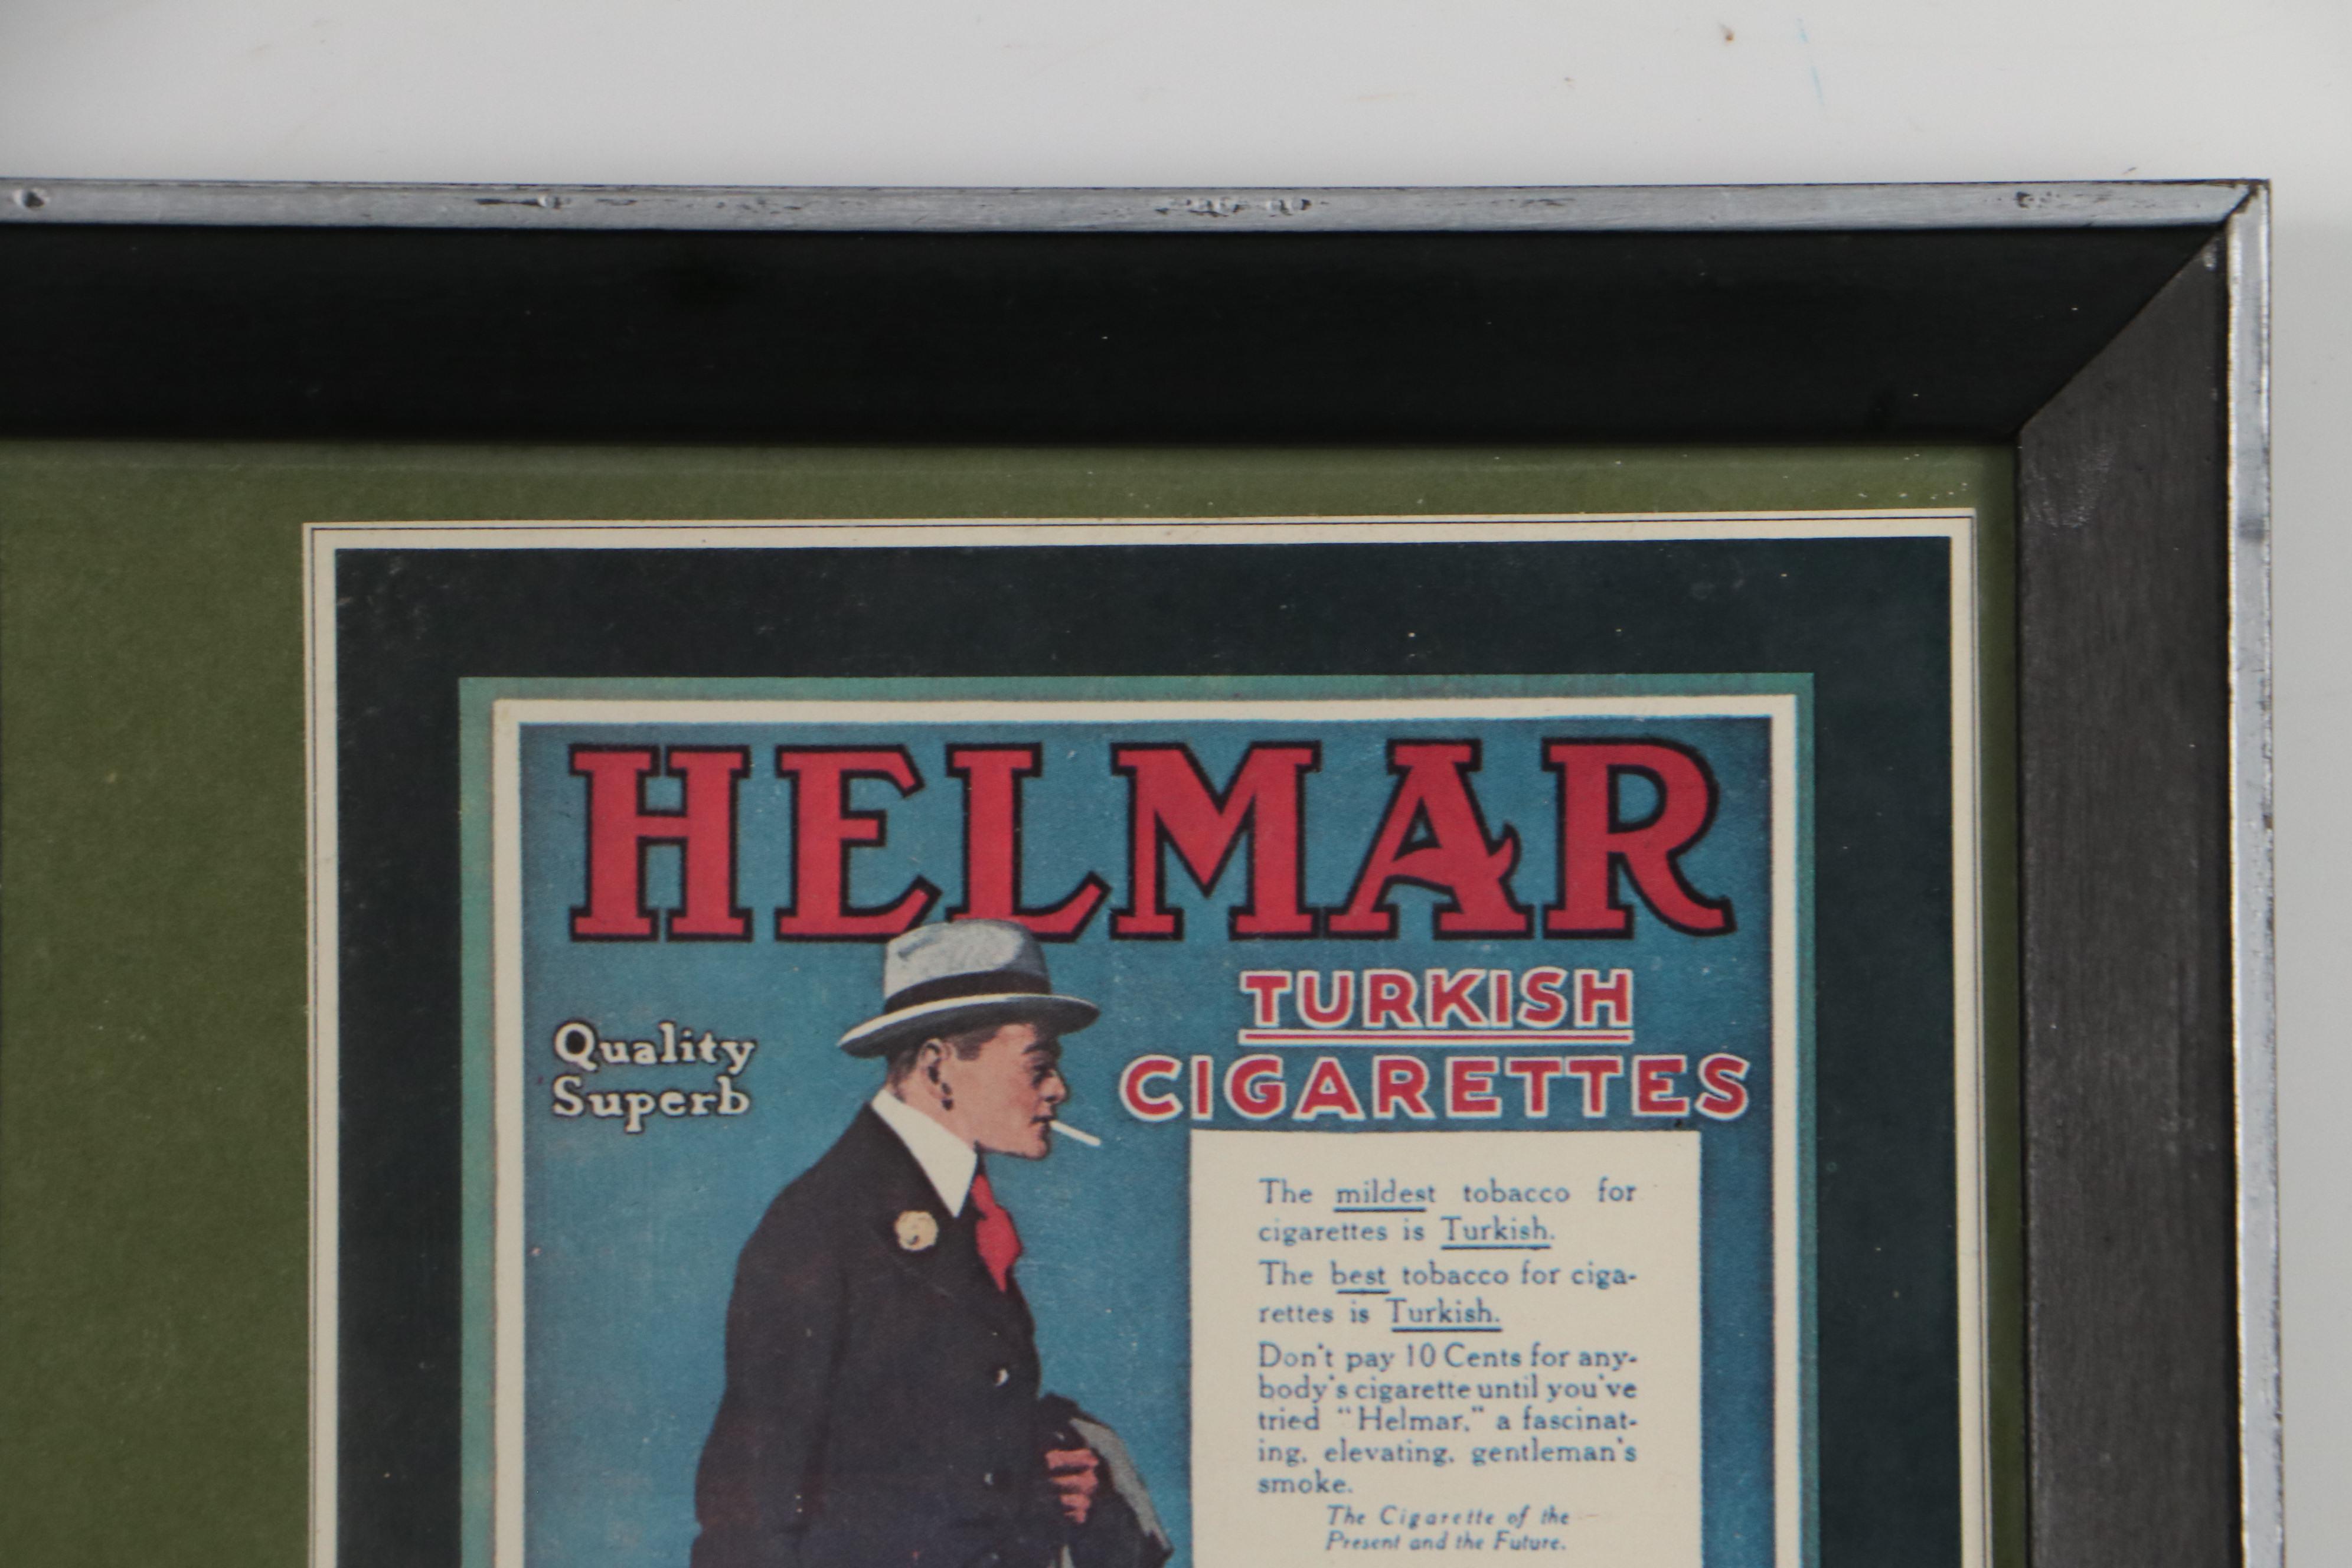 HELMAR
TURKISH
CIGARETTES
Quality
Superb
The mildest tobacco for
cigarettes is Turkish.
The best tobacco for ciga-
rettes is Turkish.
Don't pay 10 Cents for any-
body's cigarette until you've
tried "Helmar," a fascinat-
ing, elevating, gentleman's
smoke.
The Cigarette of the
Present and the Future.